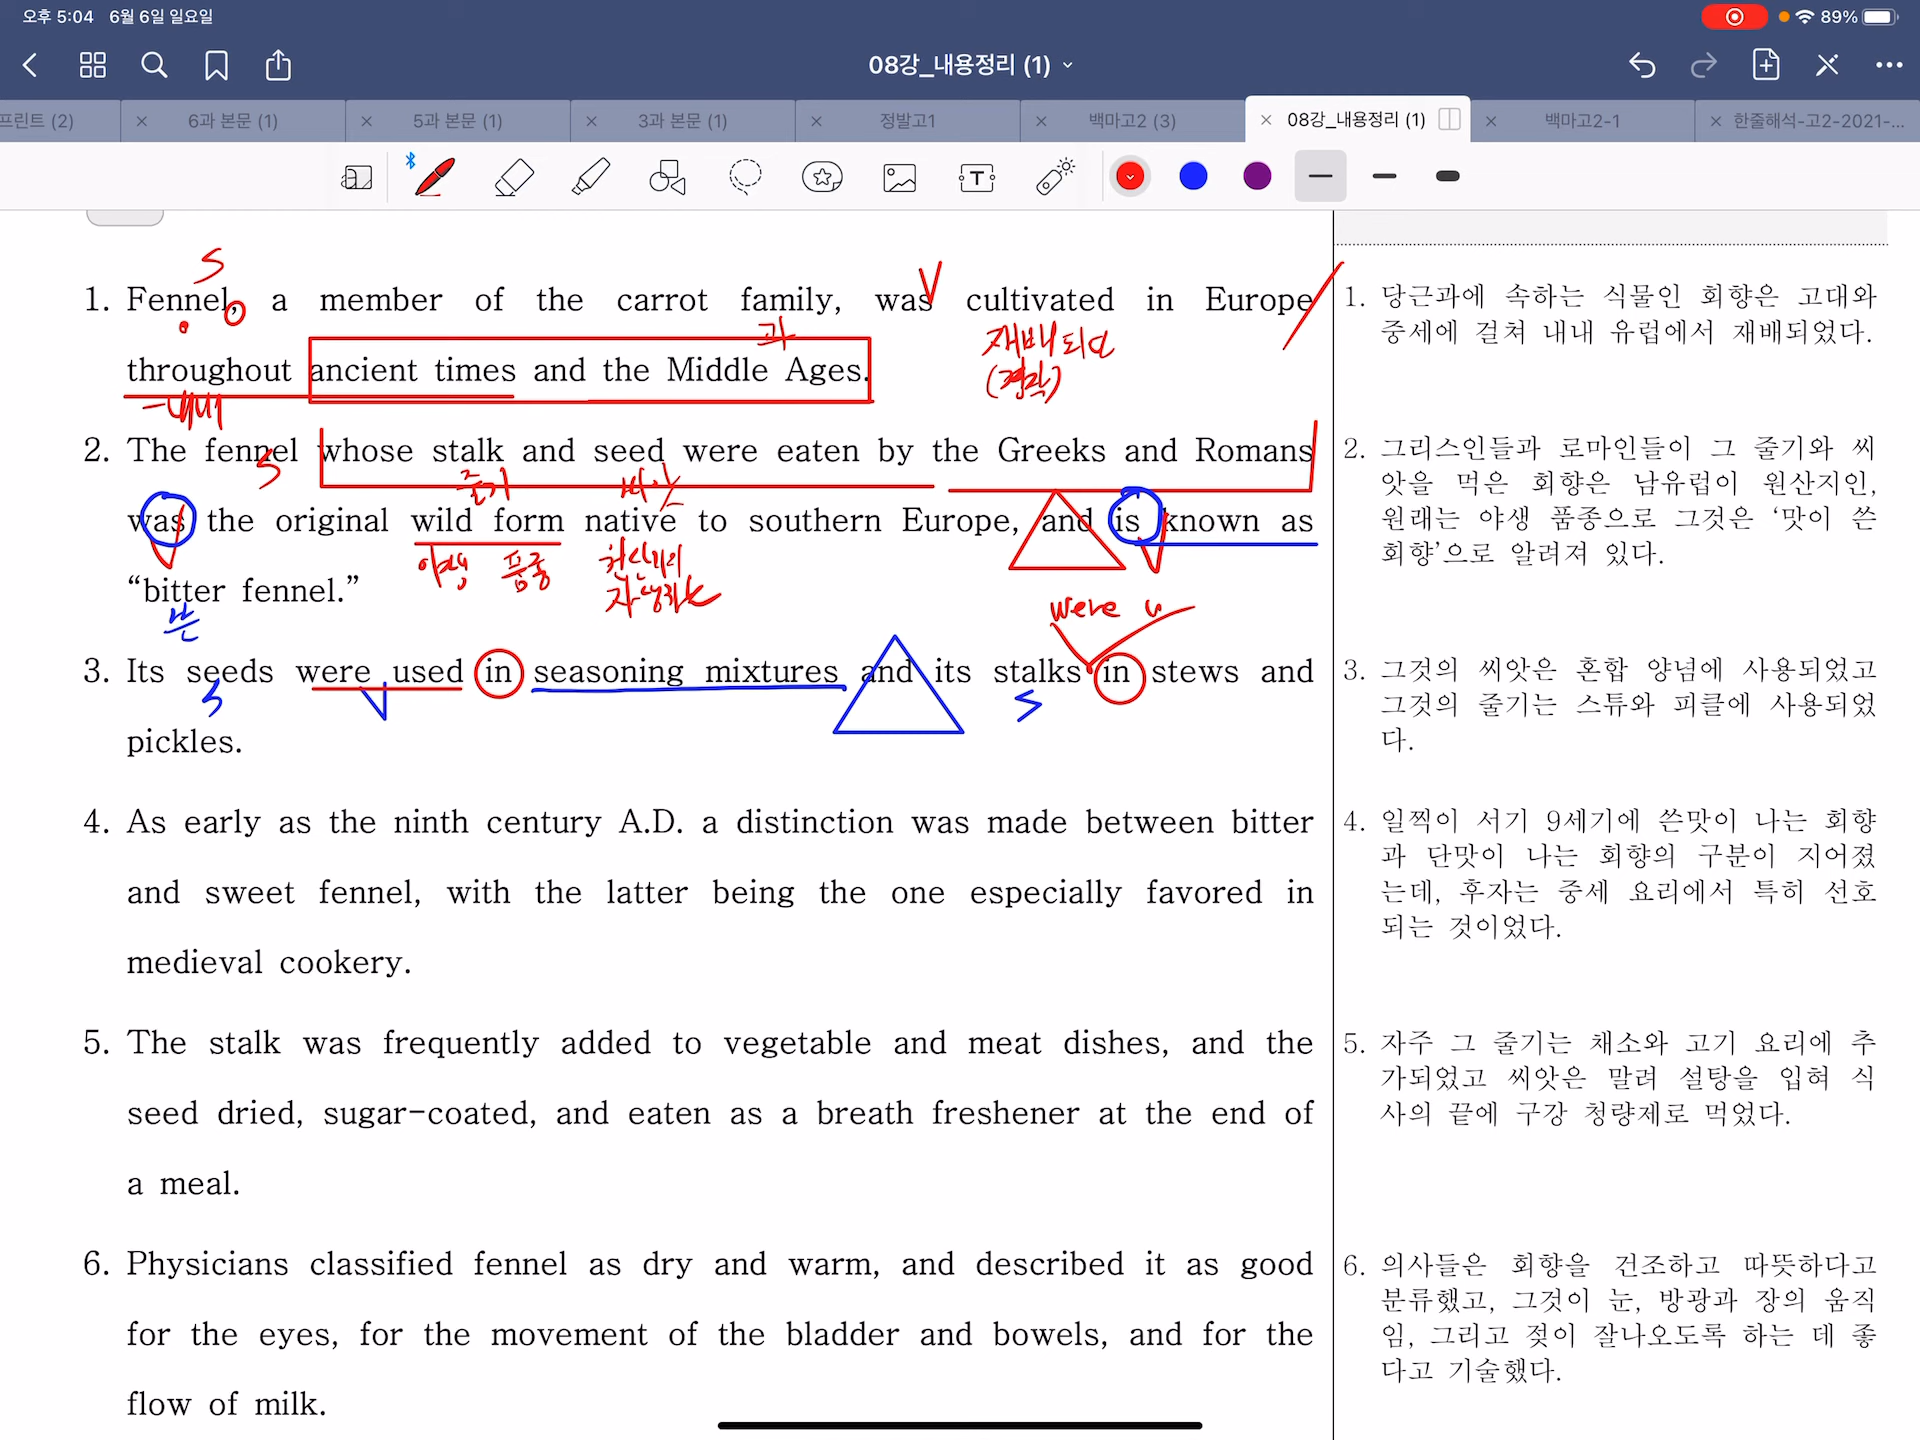 오후 5:04 6월 6일 일요일
89%
08강_내용정리 (1)
프린트 (2)
6과 본문 (1)
5과 본문 (1)
3과 본문 (1)
정발고1
백마고2 (3)
08강_내용정리 (1)
백마고2-1
한줄해석-고2-2021-...
S
1. Fennel, a member of the carrot family, was cultivated in Europe
과
재배되다
(경작)
throughout ancient times and the Middle Ages.
~내내
2. The fennel whose stalk and seed were eaten by the Greeks and Romans
S
줄기
씨앗
was the original wild form native to southern Europe, and is known as
야생 품종
원산지의
“bitter fennel.”
쓴
were u
3. Its seeds were used in seasoning mixtures and its stalks in stews and
S
V
S
pickles.
4. As early as the ninth century A.D. a distinction was made between bitter
and sweet fennel, with the latter being the one especially favored in
medieval cookery.
5. The stalk was frequently added to vegetable and meat dishes, and the
seed dried, sugar-coated, and eaten as a breath freshener at the end of
a meal.
6. Physicians classified fennel as dry and warm, and described it as good
for the eyes, for the movement of the bladder and bowels, and for the
flow of milk.
1. 당근과에 속하는 식물인 회향은 고대와
중세에 걸쳐 내내 유럽에서 재배되었다.
2. 그리스인들과 로마인들이 그 줄기와 씨
앗을 먹은 회향은 남유럽이 원산지인,
원래는 야생 품종으로 그것은 ‘맛이 쓴
회향’으로 알려져 있다.
3. 그것의 씨앗은 혼합 양념에 사용되었고
그것의 줄기는 스튜와 피클에 사용되었
다.
4. 일찍이 서기 9세기에 쓴맛이 나는 회향
과 단맛이 나는 회향의 구분이 지어졌
는데, 후자는 중세 요리에서 특히 선호
되는 것이었다.
5. 자주 그 줄기는 채소와 고기 요리에 추
가되었고 씨앗은 말려 설탕을 입혀 식
사의 끝에 구강 청량제로 먹었다.
6. 의사들은 회향을 건조하고 따뜻하다고
분류했고, 그것이 눈, 방광과 장의 움직
임, 그리고 젖이 잘나오도록 하는 데 좋
다고 기술했다.